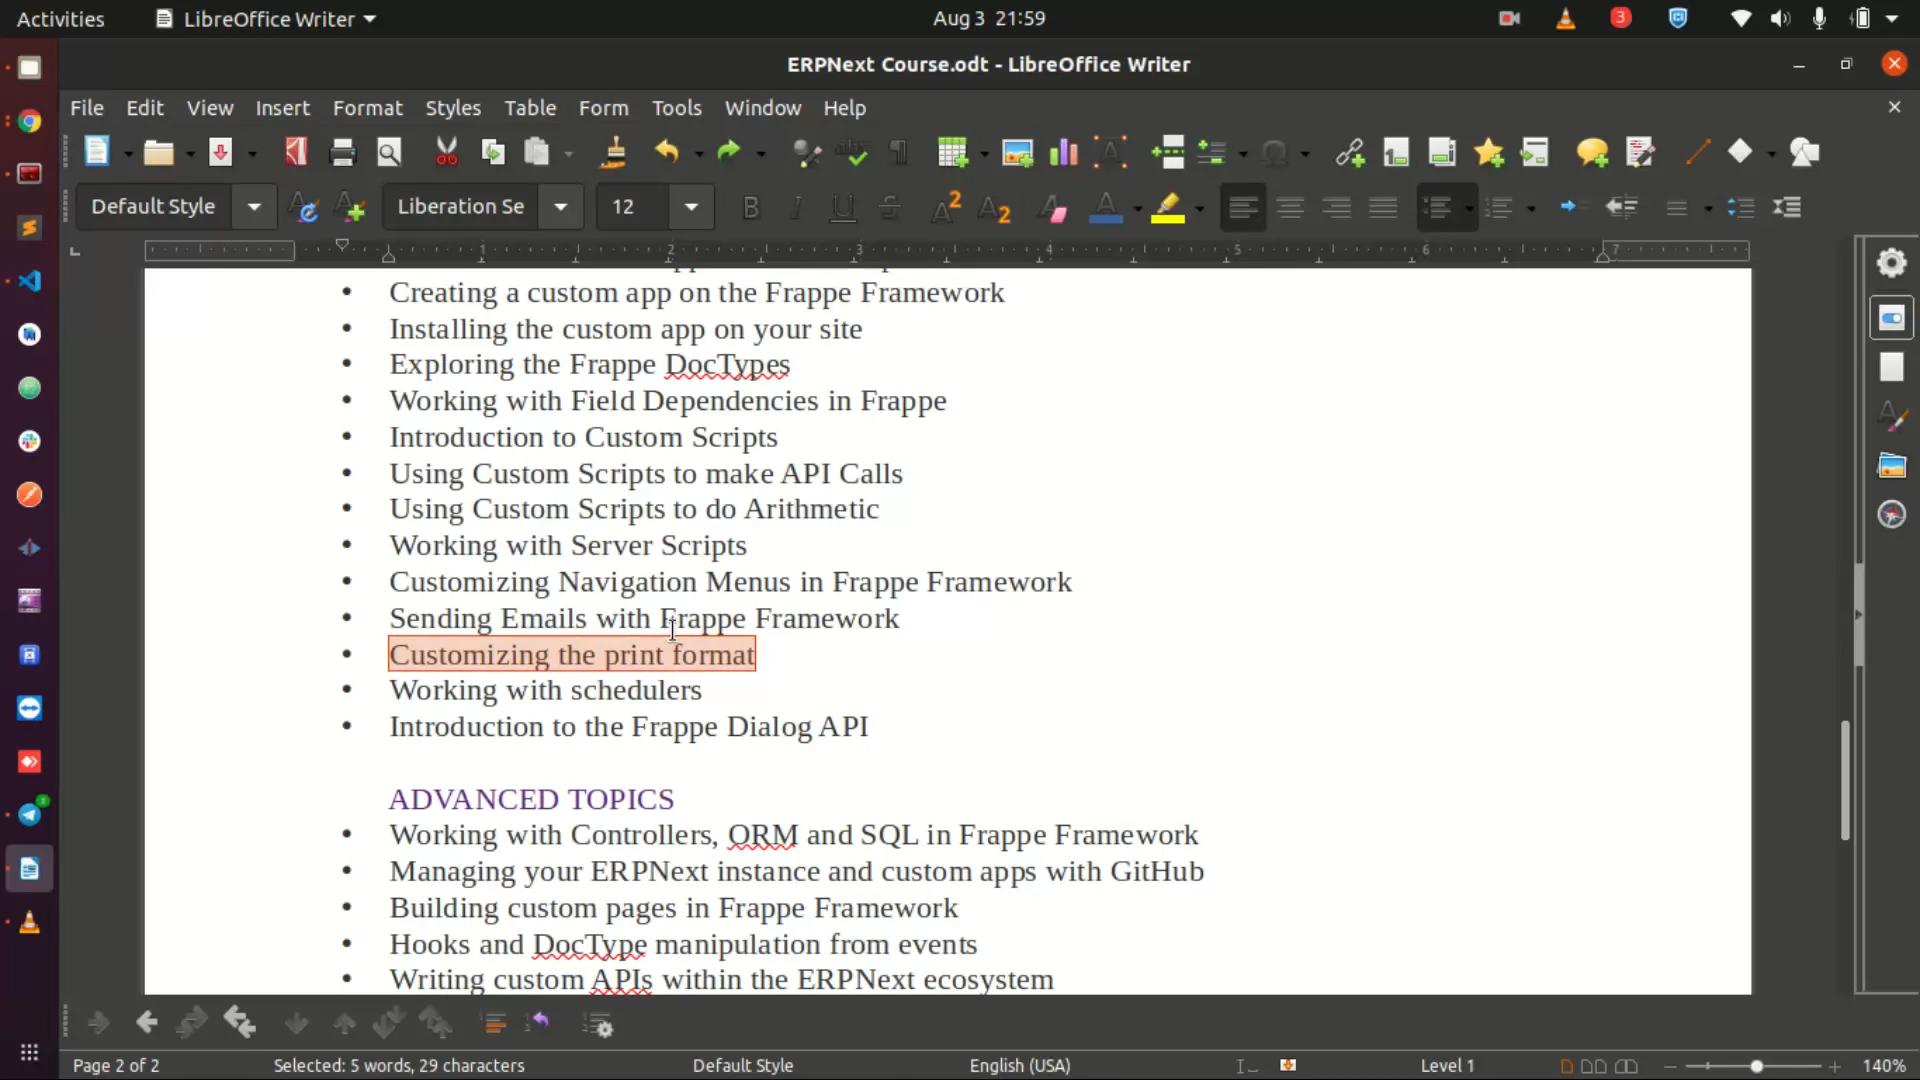 Activities
LibreOffice Writer
Aug 3 21:59
3
ERPNext Course.odt - LibreOffice Writer
File Edit View Insert Format Styles Table Form Tools Window Help
Default Style
Liberation Se
12
1 2 3 4 5 6 7
Creating a custom app on the Frappe Framework
Installing the custom app on your site
Exploring the Frappe DocTypes
Working with Field Dependencies in Frappe
Introduction to Custom Scripts
Using Custom Scripts to make API Calls
Using Custom Scripts to do Arithmetic
Working with Server Scripts
Customizing Navigation Menus in Frappe Framework
Sending Emails with Frappe Framework
Customizing the print format
Working with schedulers
Introduction to the Frappe Dialog API
ADVANCED TOPICS
Working with Controllers, ORM and SQL in Frappe Framework
Managing your ERPNext instance and custom apps with GitHub
Building custom pages in Frappe Framework
Hooks and DocType manipulation from events
Writing custom APIs within the ERPNext ecosystem
Page 2 of 2
Selected: 5 words, 29 characters
Default Style
English (USA)
Level 1
140%